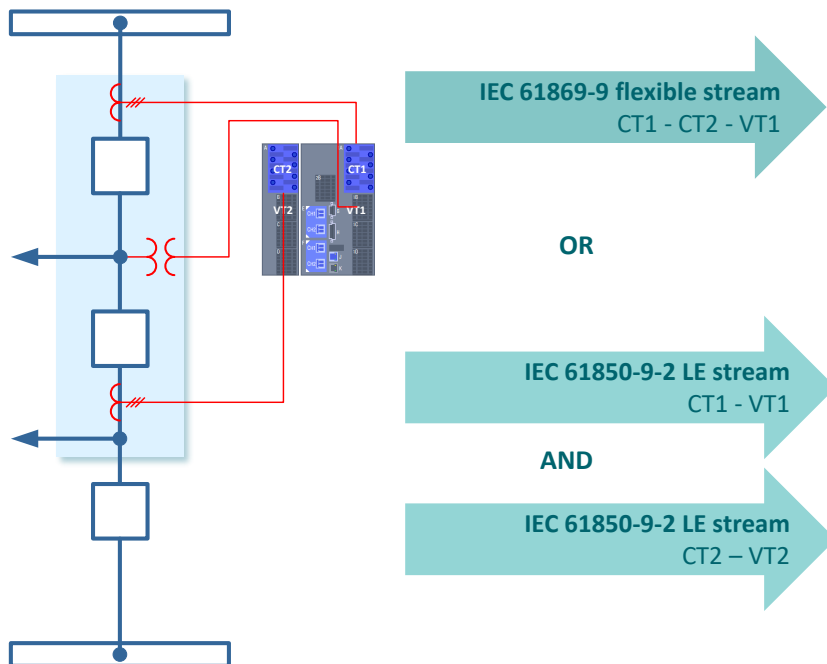 IEC 61869-9 flexible stream
CT1 - CT2 - VT1
CT2
CT1
VT2
VT1
OR
IEC 61850-9-2 LE stream
CT1 - VT1
AND
IEC 61850-9-2 LE stream
CT2 – VT2